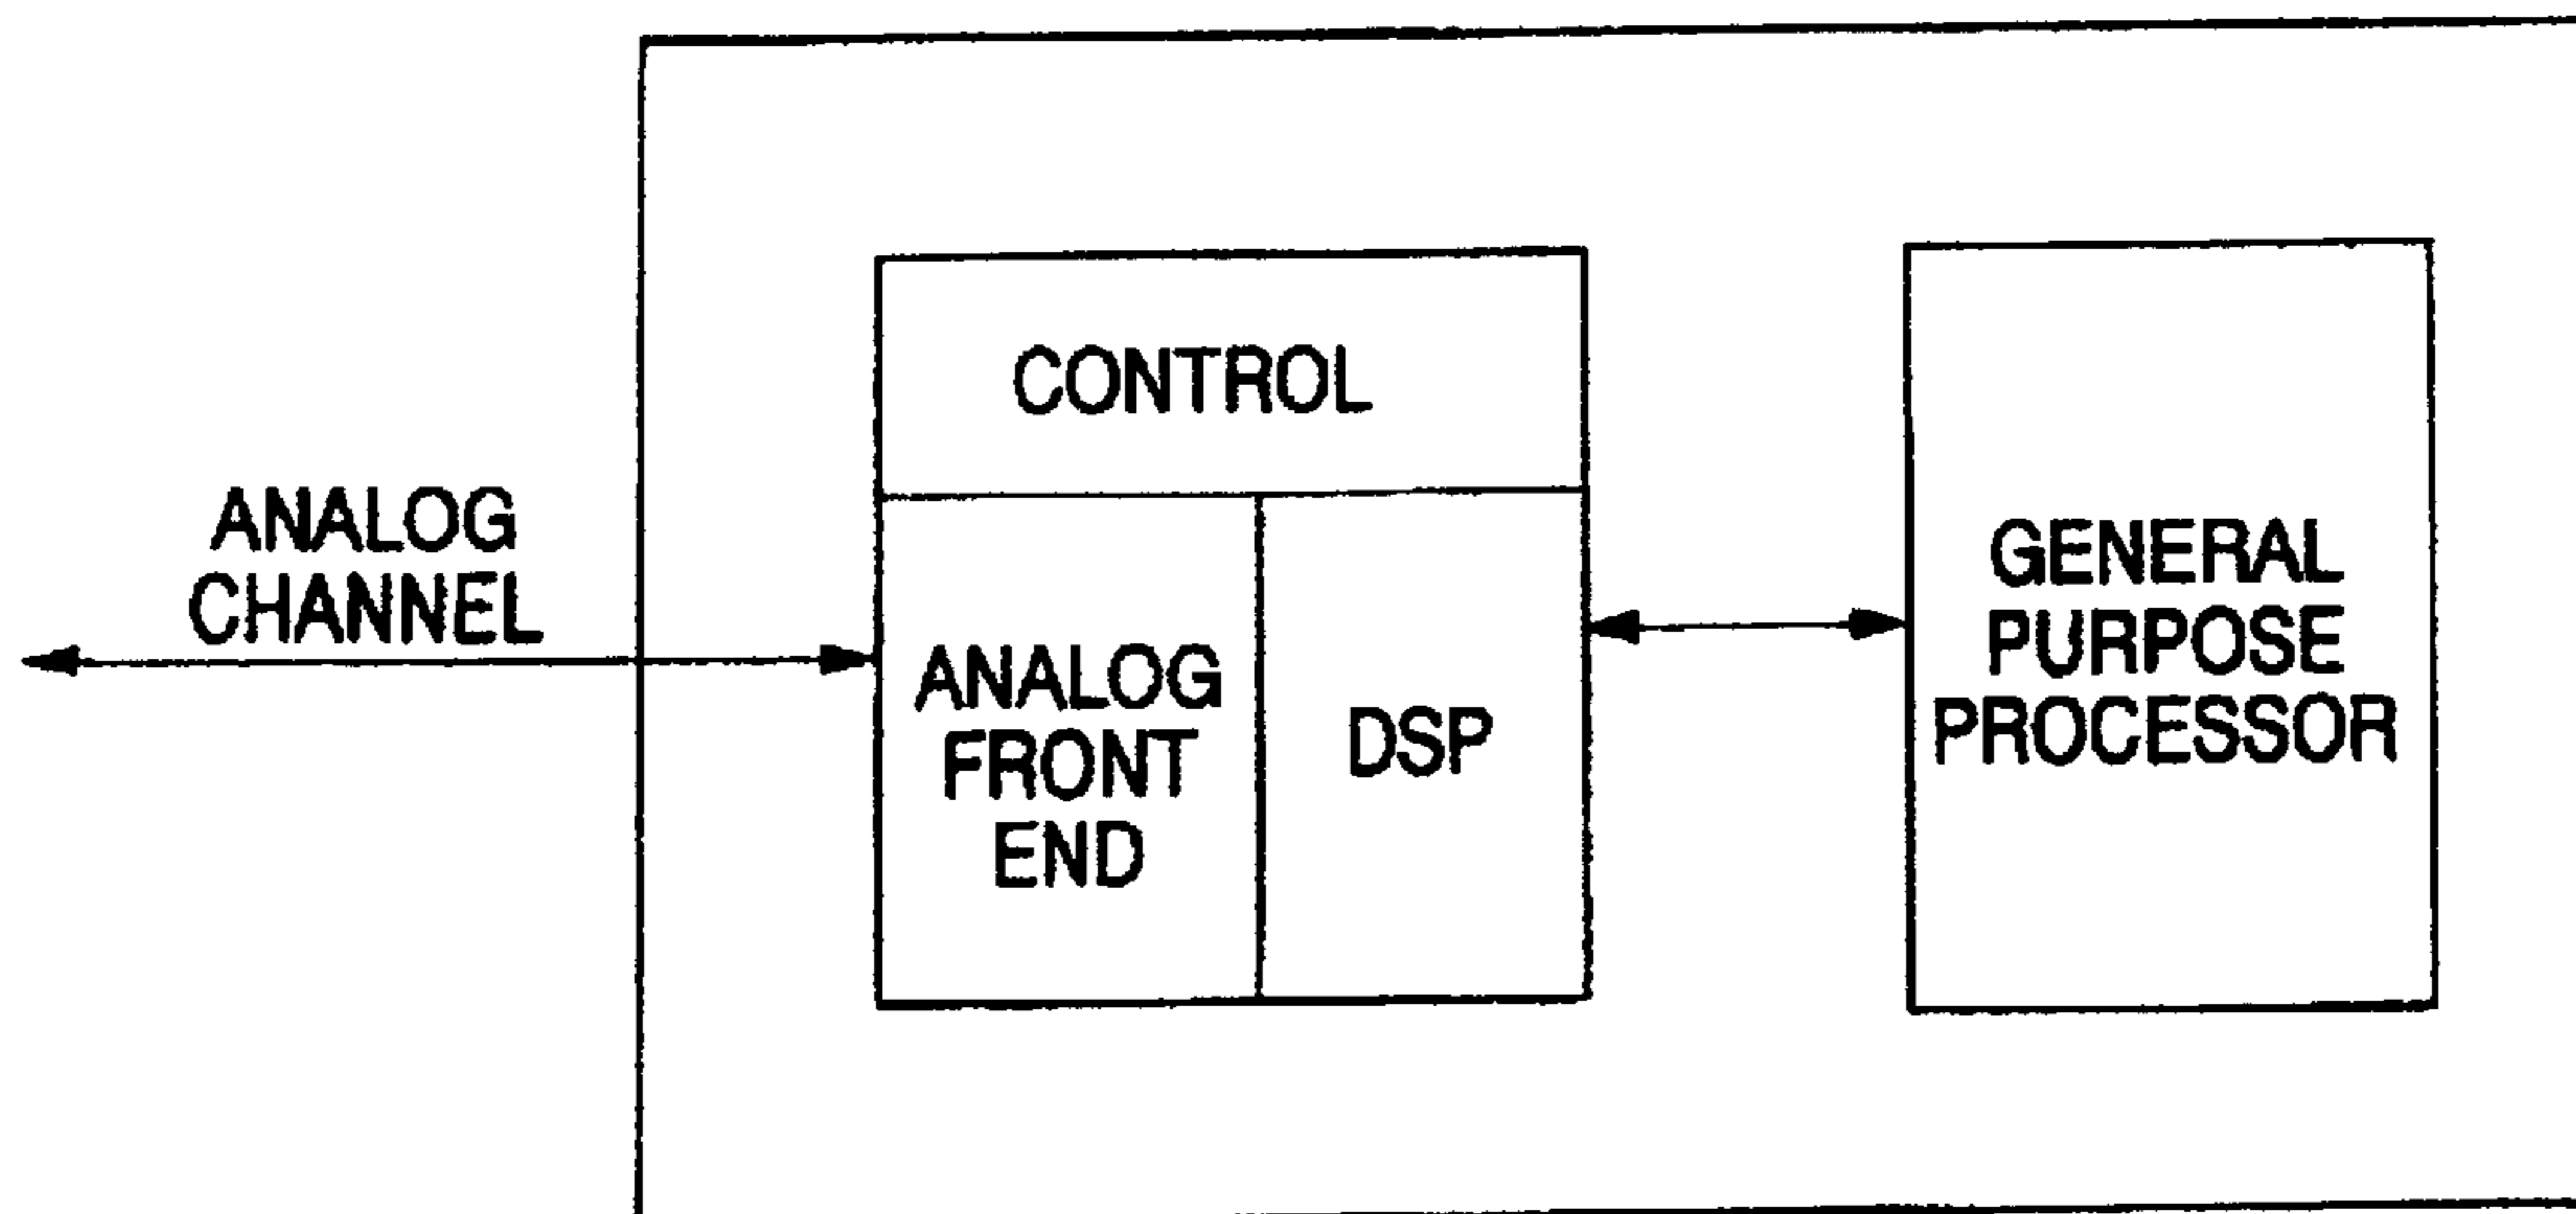 ANALOG
CHANNEL
CONTROL
ANALOG
FRONT
END
DSP
GENERAL
PURPOSE
PROCESSOR